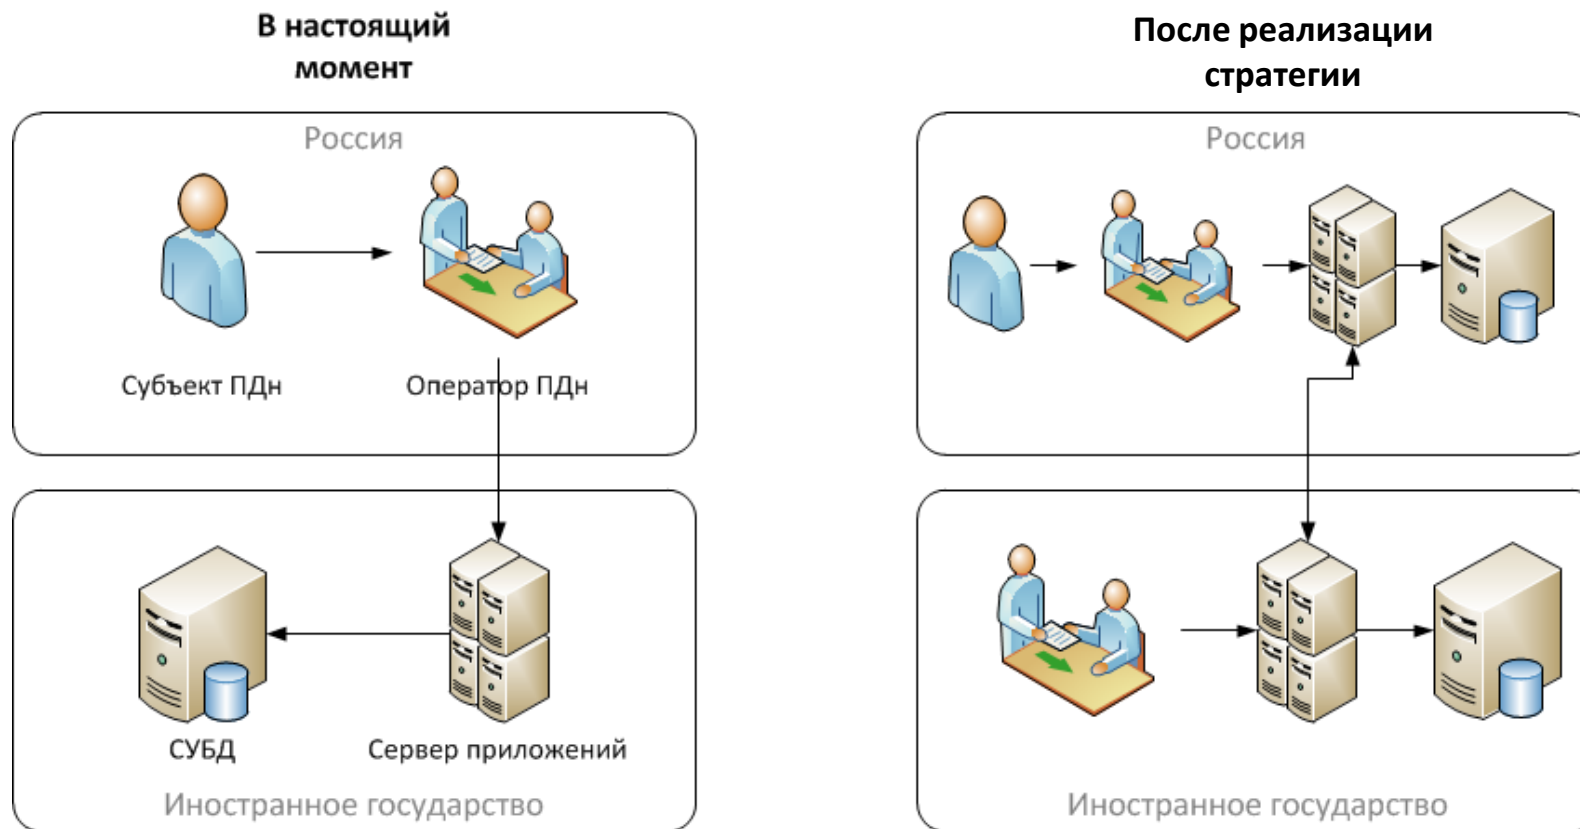 В настоящий
момент
Россия
Субъект ПДн
Оператор ПДн
СУБД
Сервер приложений
Иностранное государство
После реализации
стратегии
Россия
Иностранное государство